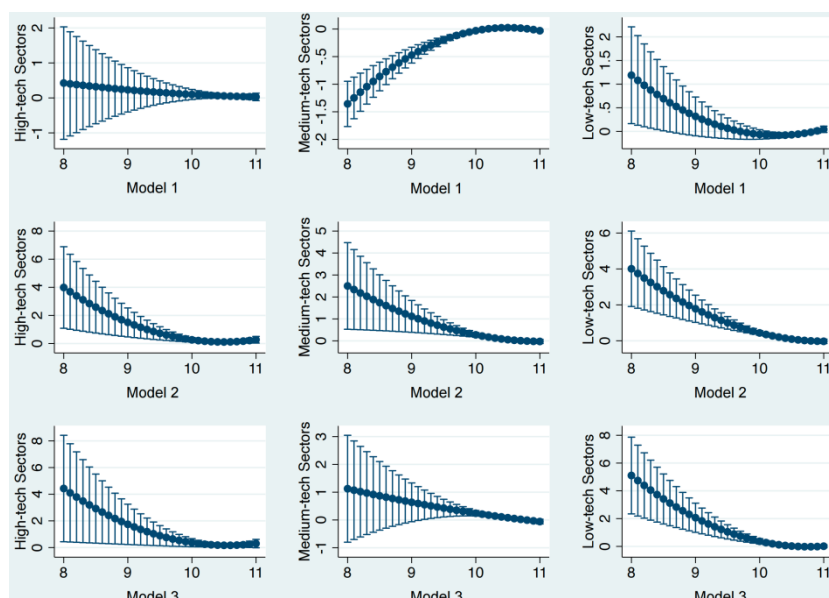 High-tech Sectors
-1 0 1 2
8 9 10 11
Model 1
Medium-tech Sectors
-2 -1.5 -1 -.5 0 .5
8 9 10 11
Model 1
Low-tech Sectors
0 .5 1 1.5 2
8 9 10 11
Model 1
High-tech Sectors
0 2 4 6 8
8 9 10 11
Model 2
Medium-tech Sectors
0 1 2 3 4 5
8 9 10 11
Model 2
Low-tech Sectors
0 2 4 6
8 9 10 11
Model 2
High-tech Sectors
0 2 4 6 8
8 9 10 11
Model 3
Medium-tech Sectors
-1 0 1 2 3
8 9 10 11
Model 3
Low-tech Sectors
0 2 4 6 8
8 9 10 11
Model 3